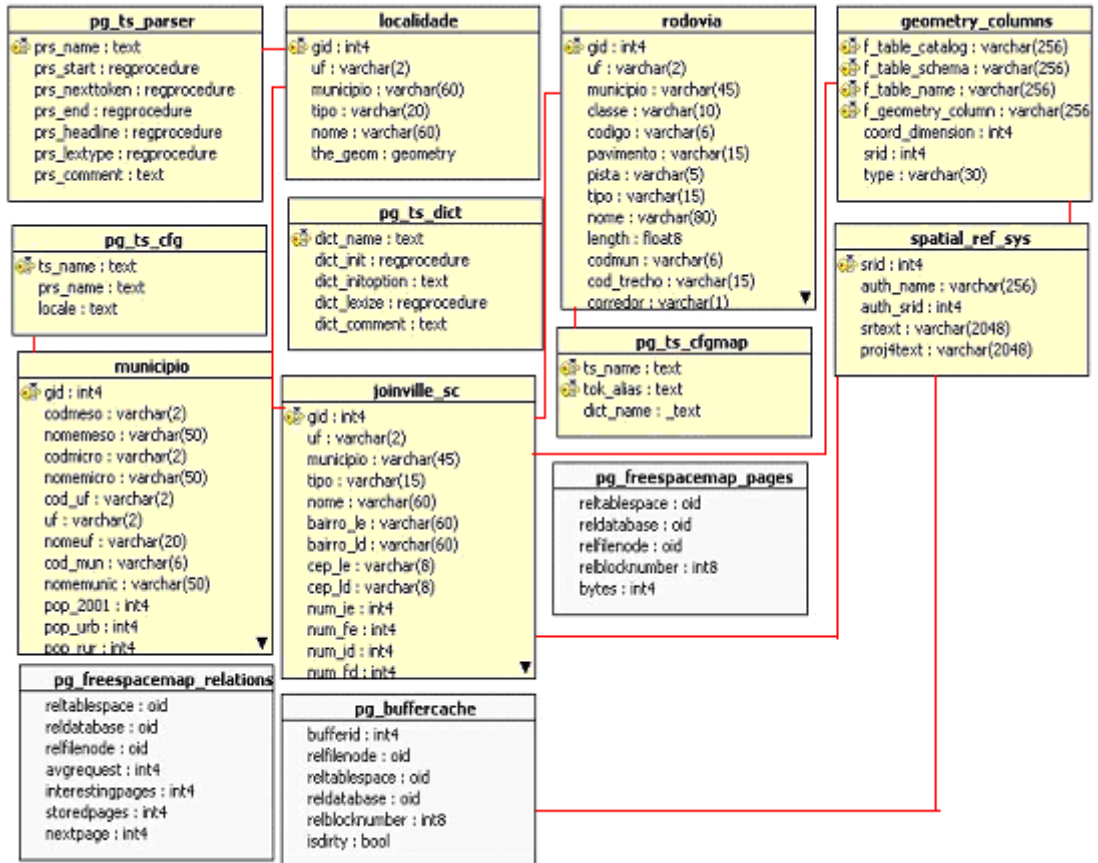 pg_ts_parser
prs_name : text
prs_start : regprocedure
prs_nexttoken : regprocedure
prs_end : regprocedure
prs_headline : regprocedure
prs_lextype : regprocedure
prs_comment : text
localidade
gid : int4
uf : varchar(2)
municipio : varchar(60)
tipo : varchar(20)
nome : varchar(60)
the_geom : geometry
rodovia
gid : int4
uf : varchar(2)
municipio : varchar(45)
classe : varchar(10)
codigo : varchar(6)
pavimento : varchar(15)
pista : varchar(5)
tipo : varchar(15)
nome : varchar(80)
length : float8
codmun : varchar(6)
cod_trecho : varchar(15)
corredor : varchar(1)
geometry_columns
f_table_catalog : varchar(256)
f_table_schema : varchar(256)
f_table_name : varchar(256)
f_geometry_column : varchar(256
coord_dimension : int4
srid : int4
type : varchar(30)
pg_ts_cfg
ts_name : text
prs_name : text
locale : text
pg_ts_dict
dict_name : text
dict_init : regprocedure
dict_initoption : text
dict_lexize : regprocedure
dict_comment : text
spatial_ref_sys
srid : int4
auth_name : varchar(256)
auth_srid : int4
srtext : varchar(2048)
proj4text : varchar(2048)
municipio
gid : int4
codmeso : varchar(2)
nomemeso : varchar(50)
codmicro : varchar(2)
nomemicro : varchar(50)
cod_uf : varchar(2)
uf : varchar(2)
nomeuf : varchar(20)
cod_mun : varchar(6)
nomemunic : varchar(50)
pop_2001 : int4
pop_urb : int4
pop_rur : int4
joinville_sc
gid : int4
uf : varchar(2)
municipio : varchar(45)
tipo : varchar(15)
nome : varchar(60)
bairro_le : varchar(60)
bairro_ld : varchar(60)
cep_le : varchar(8)
cep_ld : varchar(8)
num_ie : int4
num_fe : int4
num_id : int4
num_fd : int4
pg_ts_cfgmap
ts_name : text
tok_alias : text
dict_name : _text
pg_freespacemap_pages
reltablespace : oid
reldatabase : oid
relfilenode : oid
relblocknumber : int8
bytes : int4
pg_freespacemap_relations
reltablespace : oid
reldatabase : oid
relfilenode : oid
avgrequest : int4
interestingpages : int4
storedpages : int4
nextpage : int4
pg_buffercache
bufferid : int4
relfilenode : oid
reltablespace : oid
reldatabase : oid
relblocknumber : int8
isdirty : bool